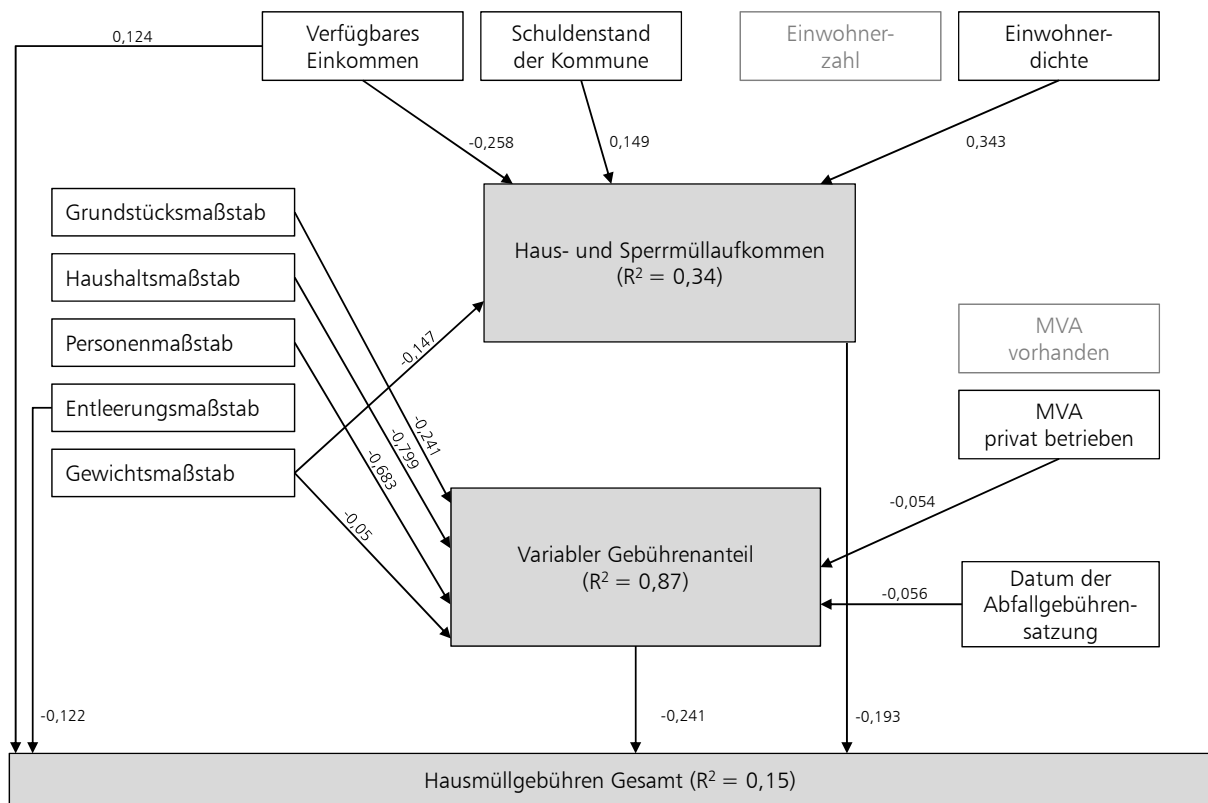 0,124
Verfügbares
Einkommen
Schuldenstand
der Kommune
Einwohner-
zahl
Einwohner-
dichte
-0,258
0,149
0,343
Grundstücksmaßstab
Haushaltsmaßstab
Personenmaßstab
Entleerungsmaßstab
Gewichtsmaßstab
Haus- und Sperrmüllaufkommen
(R² = 0,34)
MVA
vorhanden
MVA
privat betrieben
-0,147
-0,241
-0,799
-0,683
-0,05
-0,054
Variabler Gebührenanteil
(R² = 0,87)
-0,056
Datum der
Abfallgebühren-
satzung
-0,122
-0,241
-0,193
Hausmüllgebühren Gesamt (R² = 0,15)